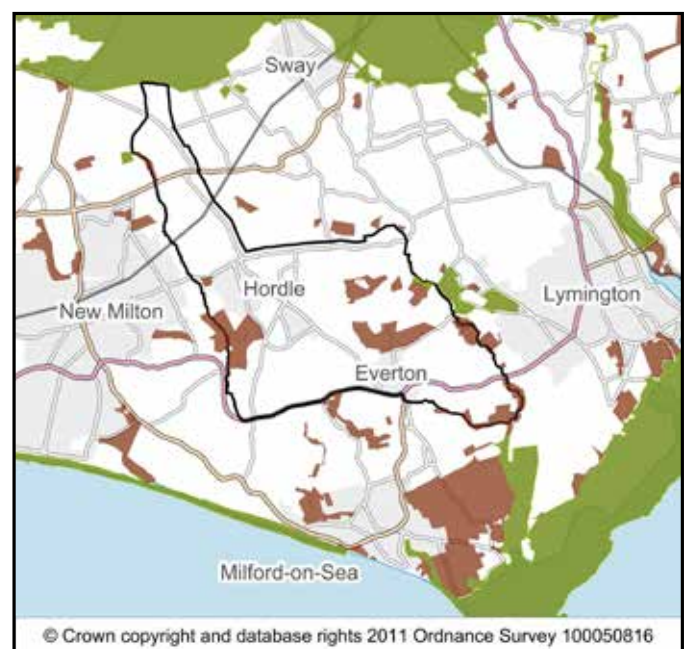 Sway
Hordle
New Milton
Lymington
Everton
Milford-on-Sea
© Crown copyright and database rights 2011 Ordnance Survey 100050816